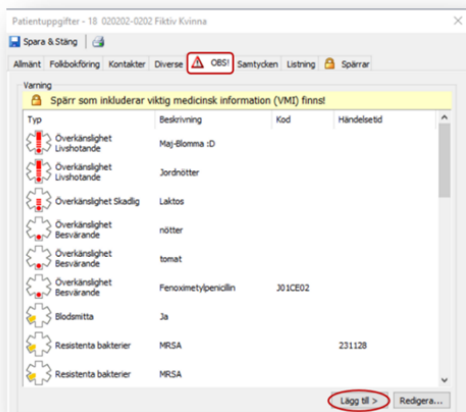 Patientuppgifter - 18 020202-0202 Fiktiv Kvinna
Spara & Stäng
Allmänt Folkbokföring Kontakter Diverse OBS! Samtycken Listning Spärrar
Varning
Spärr som inkluderar viktig medicinsk information (VMI) finns!
Typ Beskrivning Kod Händelsetid
Överkänslighet
Livshotande Maj-Blomma :D
Överkänslighet
Livshotande Jordnötter
Överkänslighet Skadlig Laktos
Överkänslighet
Besvärande nötter
Överkänslighet
Besvärande tomat
Överkänslighet
Besvärande Fenoximetylpenicillin J01CE02
Blodsmitta Ja
Resistenta bakterier MRSA 231128
Resistenta bakterier MRSA
Lägg till > Redigera...